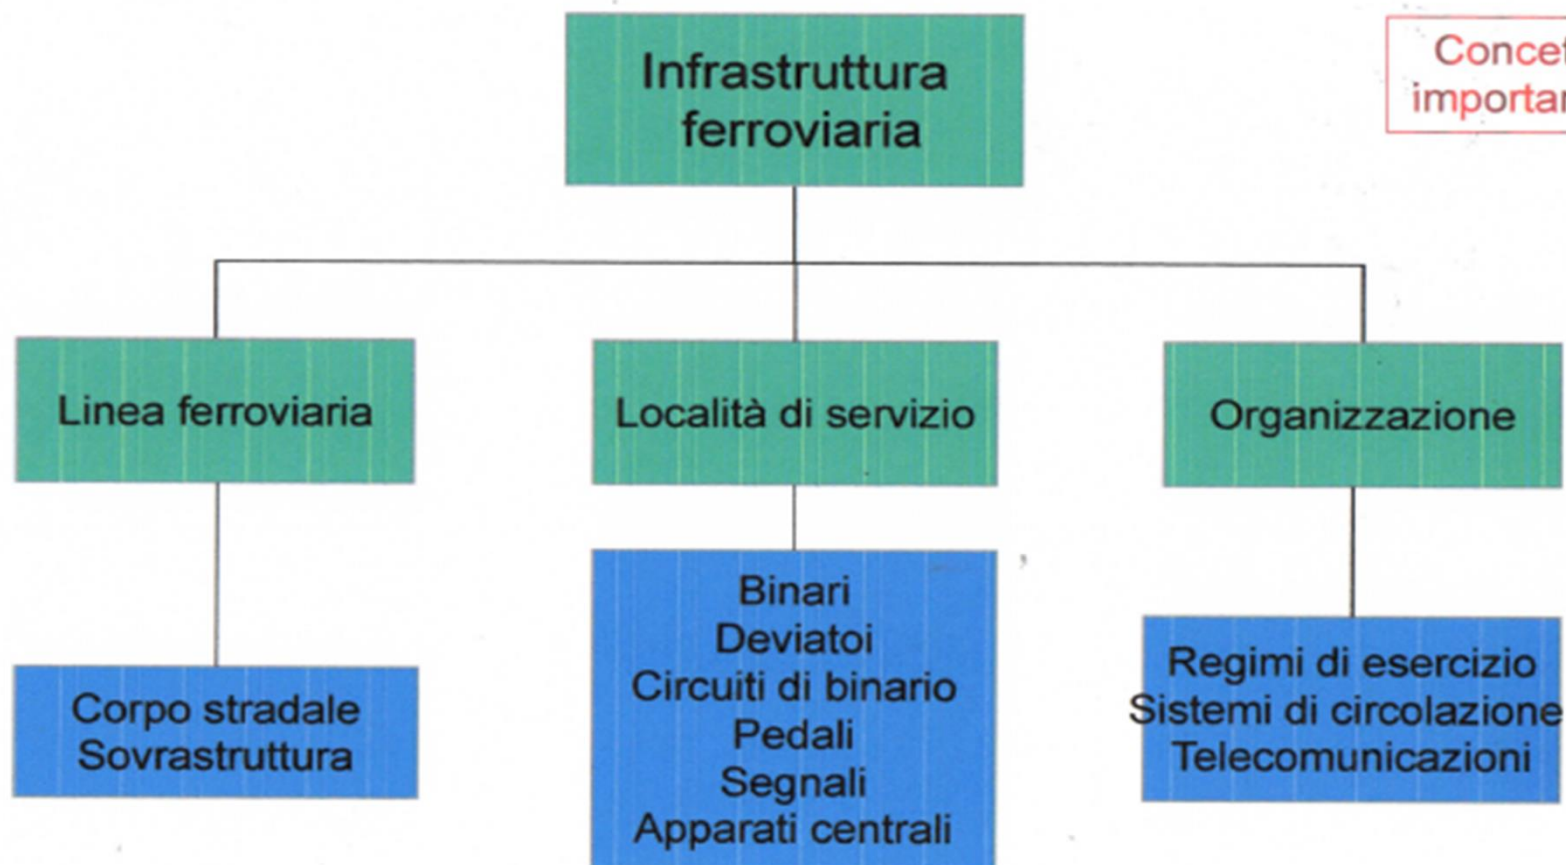 Infrastruttura
ferroviaria
Linea ferroviaria
Località di servizio
Organizzazione
Corpo stradale
Sovrastruttura
Binari
Deviatoi
Circuiti di binario
Pedali
Segnali
Apparati centrali
Regimi di esercizio
Sistemi di circolazione
Telecomunicazioni